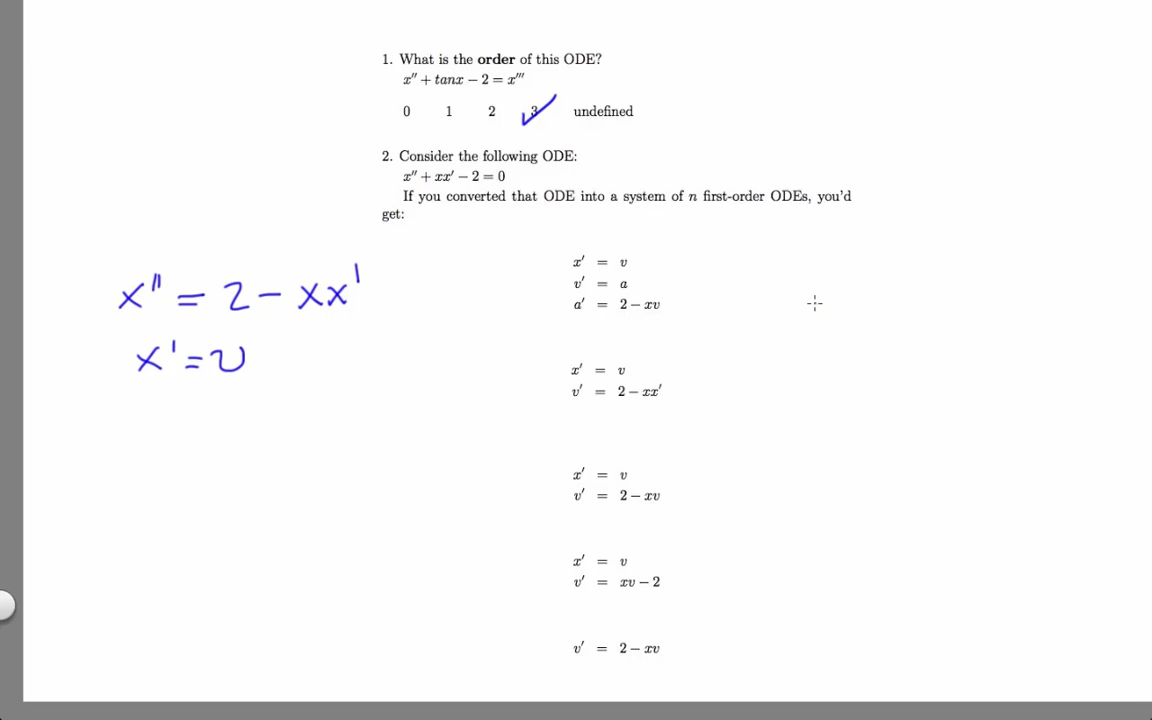 1. What is the order of this ODE?
x″ + tanx − 2 = x‴
0 1 2 3 undefined
2. Consider the following ODE:
x″ + xx′ − 2 = 0
If you converted that ODE into a system of n first-order ODEs, you'd
get:
x′ = v
v′ = a
a′ = 2 − xv
x″ = 2 − xx′
x′ = v
x′ = v
v′ = 2 − xx′
x′ = v
v′ = 2 − xv
x′ = v
v′ = xv − 2
v′ = 2 − xv